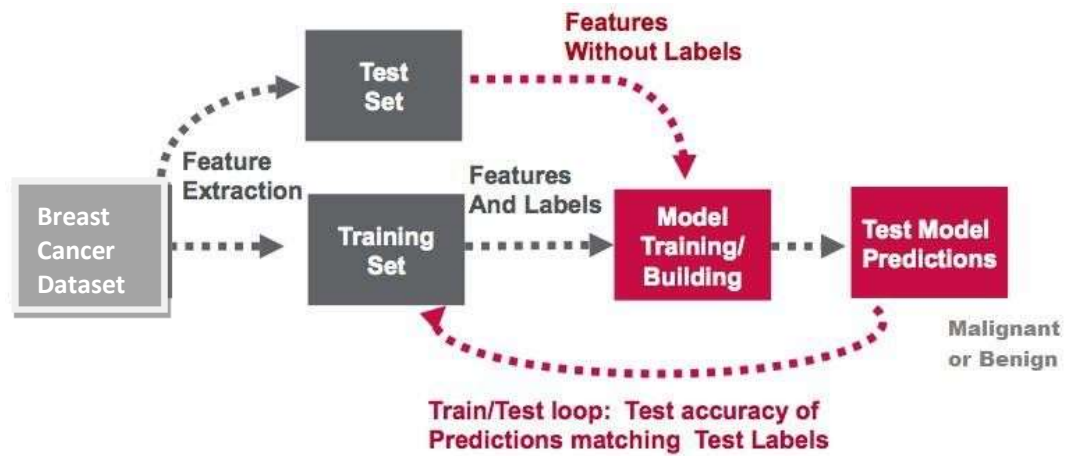 Features
Without Labels
Test
Set
Feature
Extraction
Features
And Labels
Breast
Cancer
Dataset
Training
Set
Model
Training/
Building
Test Model
Predictions
Malignant
or Benign
Train/Test loop: Test accuracy of
Predictions matching Test Labels